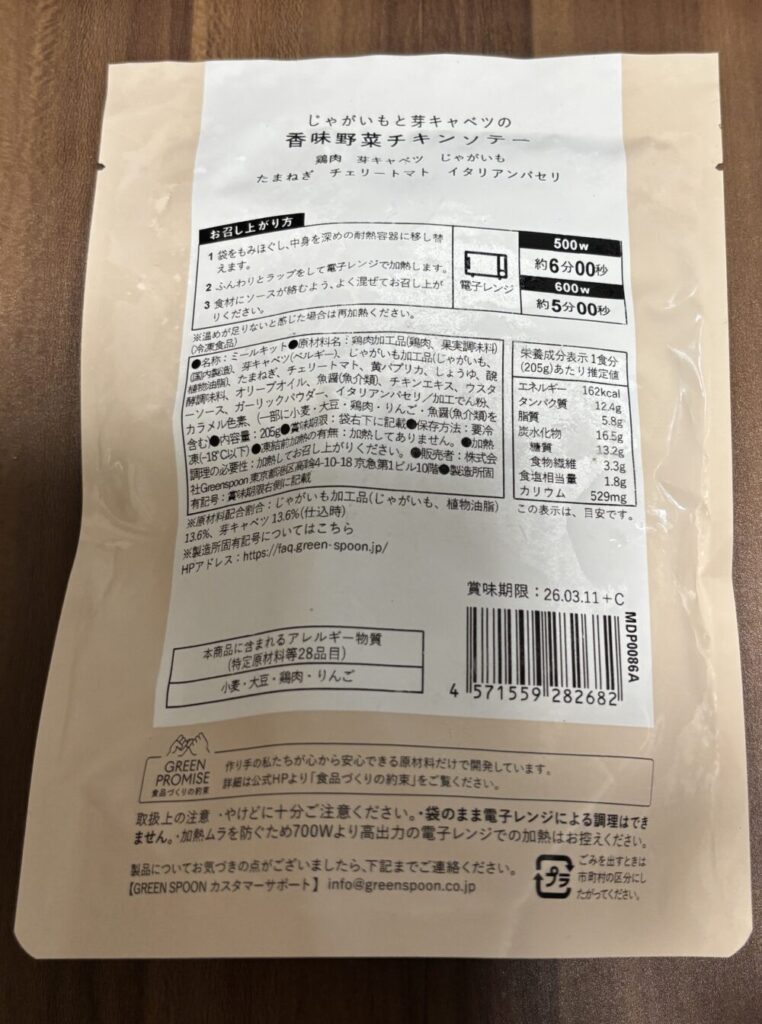 じゃがいもと芽キャベツの
香味野菜チキンソテー
鶏肉 芽キャベツ じゃがいも
たまねぎ チェリートマト イタリアンパセリ
お召し上がり方
1 袋をもみほぐし、中身を深めの耐熱容器に移し替
えます。
2 ふんわりとラップをして電子レンジで加熱します。
3 食材にソースが絡むよう、よく混ぜてお召し上が
りください。
電子レンジ
500w
約6分00秒
600w
約5分00秒
※温めが足りないと感じた場合は再加熱ください。
(冷凍食品)
●名称:ミールキット●原材料名:鶏肉加工品(鶏肉、果実調味料)
(国内製造)、芽キャベツ(ベルギー)、じゃがいも加工品(じゃがいも、
植物油脂)、たまねぎ、チェリートマト、黄パプリカ、しょうゆ、醗
酵調味料、オリーブオイル、魚醤(魚介類)、チキンエキス、ウスタ
ーソース、ガーリックパウダー、イタリアンパセリ/加工でん粉、
カラメル色素、(一部に小麦・大豆・鶏肉・りんご・魚醤(魚介類)を
含む)●内容量:205g●賞味期限:袋右下に記載●保存方法:要冷
凍(-18℃以下)●凍結前加熱の有無:加熱してありません。●加熱
調理の必要性:加熱してお召し上がりください。●販売者:株式会
社Greenspoon 東京都港区高輪4-10-18 京急第1ビル10階●製造所固
有記号:賞味期限右側に記載
栄養成分表示 1食分
(205g)あたり推定値
エネルギー 162kcal
タンパク質 12.4g
脂質 5.8g
炭水化物 16.5g
糖質 13.2g
食物繊維 3.3g
食塩相当量 1.8g
カリウム 529mg
この表示は、目安です。
※原材料配合割合:じゃがいも加工品(じゃがいも、植物油脂)
13.6%、芽キャベツ 13.6%(仕込時)
※製造所固有記号についてはこちら
HPアドレス:https://faq.green-spoon.jp/
賞味期限:26.03.11+C
MDP0086A
4 571559 282682
本商品に含まれるアレルギー物質
(特定原材料等28品目)
小麦・大豆・鶏肉・りんご
GREEN
PROMISE
食品づくりの約束
作り手の私たちが心から安心できる原材料だけで開発しています。
詳細は公式HPより「食品づくりの約束」をご覧ください。
取扱上の注意 ・やけどに十分ご注意ください。・袋のまま電子レンジによる調理はでき
ません。・加熱ムラを防ぐため700Wより高出力の電子レンジでの加熱はお控えください。
製品についてお気づきの点がございましたら、下記までご連絡ください。
【GREEN SPOON カスタマーサポート】 info@greenspoon.co.jp
プラ
ごみを出すときは
市町村の区分にし
たがってください。